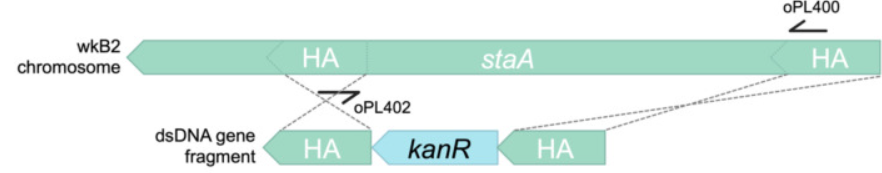 oPL400
wkB2
chromosome
HA
staA
HA
oPL402
dsDNA gene
fragment
HA
kanR
HA